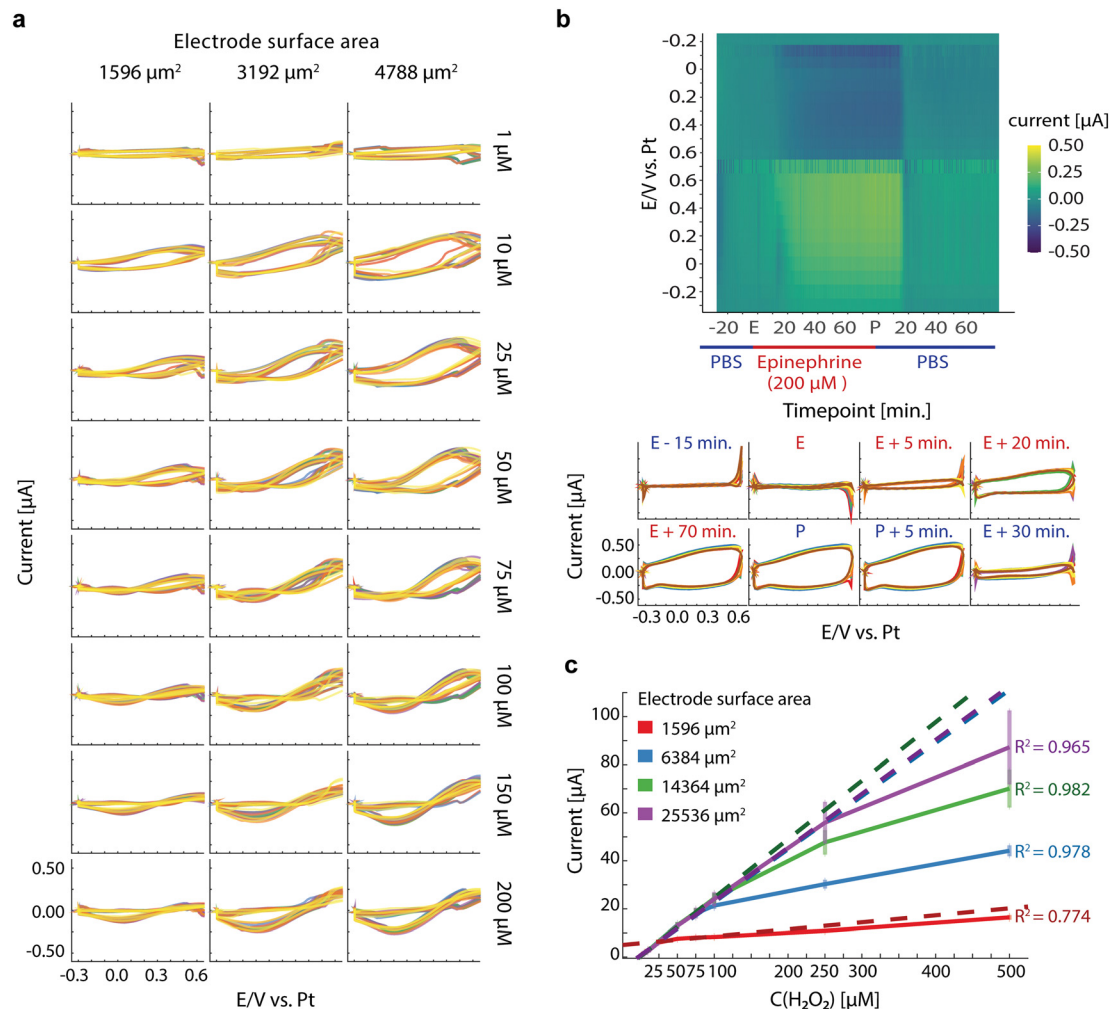 a
Electrode surface area
1596 µm²
3192 µm²
4788 µm²
1 µM
10 µM
25 µM
50 µM
75 µM
100 µM
150 µM
200 µM
Current [µA]
0.50
0.00
-0.50
-0.3 0.0 0.3 0.6
E/V vs. Pt
b
-0.2
0
0.2
0.4
0.6
0.6
0.4
0.2
0
-0.2
E/V vs. Pt
current [µA]
0.50
0.25
0.00
-0.25
-0.50
-20 E 20 40 60 P 20 40 60
PBS Epinephrine PBS
(200 µM )
Timepoint [min.]
E - 15 min. E E + 5 min. E + 20 min.
E + 70 min. P P + 5 min. E + 30 min.
Current [µA]
0.50
0.00
-0.50
-0.3 0.0 0.3 0.6
E/V vs. Pt
c
Electrode surface area
1596 µm²
6384 µm²
14364 µm²
25536 µm²
Current [µA]
100
80
60
40
20
0
R² = 0.965
R² = 0.982
R² = 0.978
R² = 0.774
25 50 75 100 200 250 300 400 500
C(H₂O₂) [µM]